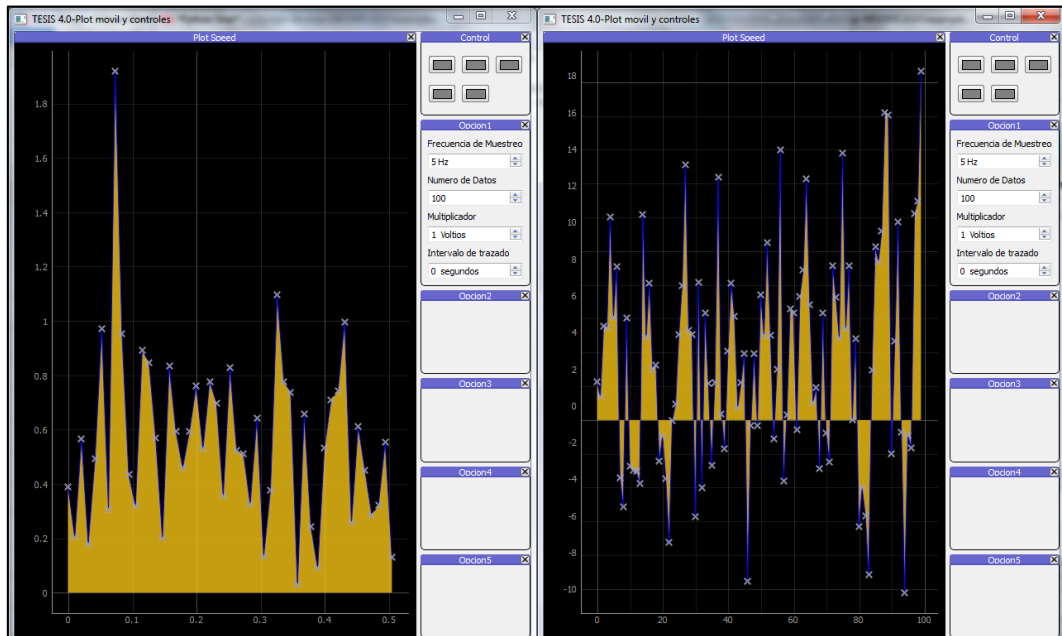 TESIS 4.0-Plot movil y controles
Plot Speed
1.8
1.6
1.4
1.2
1
0.8
0.6
0.4
0.2
0
0 0.1 0.2 0.3 0.4 0.5
Control
Opcion1
Frecuencia de Muestreo
5 Hz
Numero de Datos
100
Multiplicador
1 Voltios
Intervalo de trazado
0 segundos
Opcion2
Opcion3
Opcion4
Opcion5
TESIS 4.0-Plot movil y controles
Plot Speed
18
16
14
12
10
8
6
4
2
0
-2
-4
-6
-8
-10
0 20 40 60 80 100
Control
Opcion1
Frecuencia de Muestreo
5 Hz
Numero de Datos
100
Multiplicador
1 Voltios
Intervalo de trazado
0 segundos
Opcion2
Opcion3
Opcion4
Opcion5